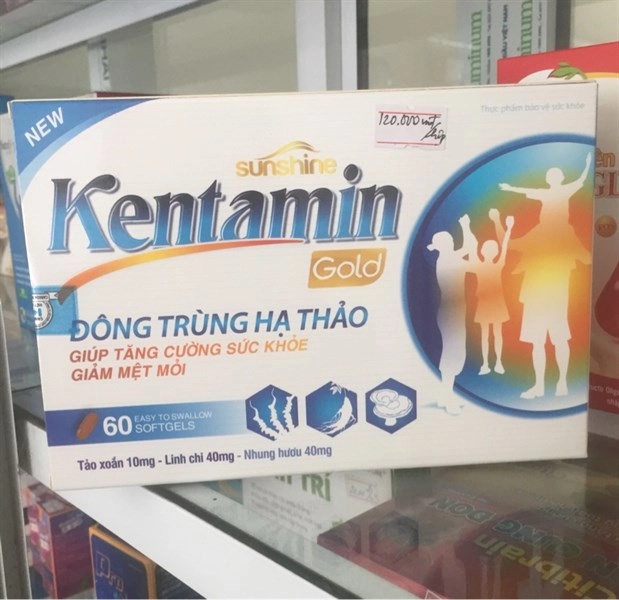 NEW
120.000
Thực phẩm bảo vệ sức khỏe
sunshine
Kentamin
Gold
ĐÔNG TRÙNG HẠ THẢO
GIÚP TĂNG CƯỜNG SỨC KHỎE
GIẢM MỆT MỎI
60 EASY TO SWALLOW
SOFTGELS
Tảo xoắn 10mg - Linh chi 40mg - Nhung hươu 40mg
Citibrain